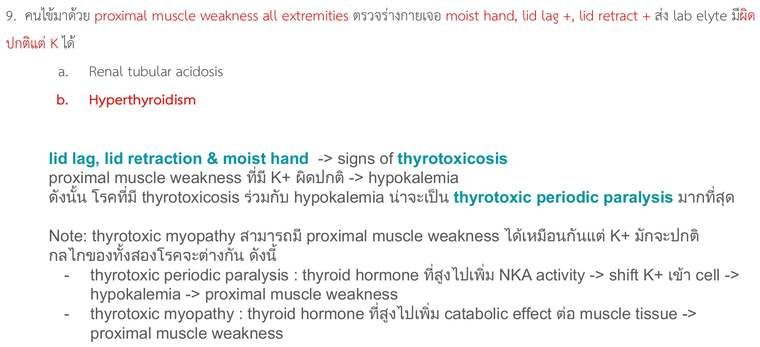 9. คนไข้มาด้วย proximal muscle weakness all extremities ตรวจร่างกายเจอ moist hand, lid lag +, lid retract + ส่ง lab elyte มีผิด
ปกติแต่ K ได้
a. Renal tubular acidosis
b. Hyperthyroidism
lid lag, lid retraction & moist hand -> signs of thyrotoxicosis
proximal muscle weakness ที่มี K+ ผิดปกติ -> hypokalemia
ดังนั้น โรคที่มี thyrotoxicosis ร่วมกับ hypokalemia น่าจะเป็น thyrotoxic periodic paralysis มากที่สุด
Note: thyrotoxic myopathy สามารถมี proximal muscle weakness ได้เหมือนกันแต่ K+ มักจะปกติ
กลไกของทั้งสองโรคจะต่างกัน ดังนี้
- thyrotoxic periodic paralysis : thyroid hormone ที่สูงไปเพิ่ม NKA activity -> shift K+ เข้า cell ->
hypokalemia -> proximal muscle weakness
- thyrotoxic myopathy : thyroid hormone ที่สูงไปเพิ่ม catabolic effect ต่อ muscle tissue ->
proximal muscle weakness